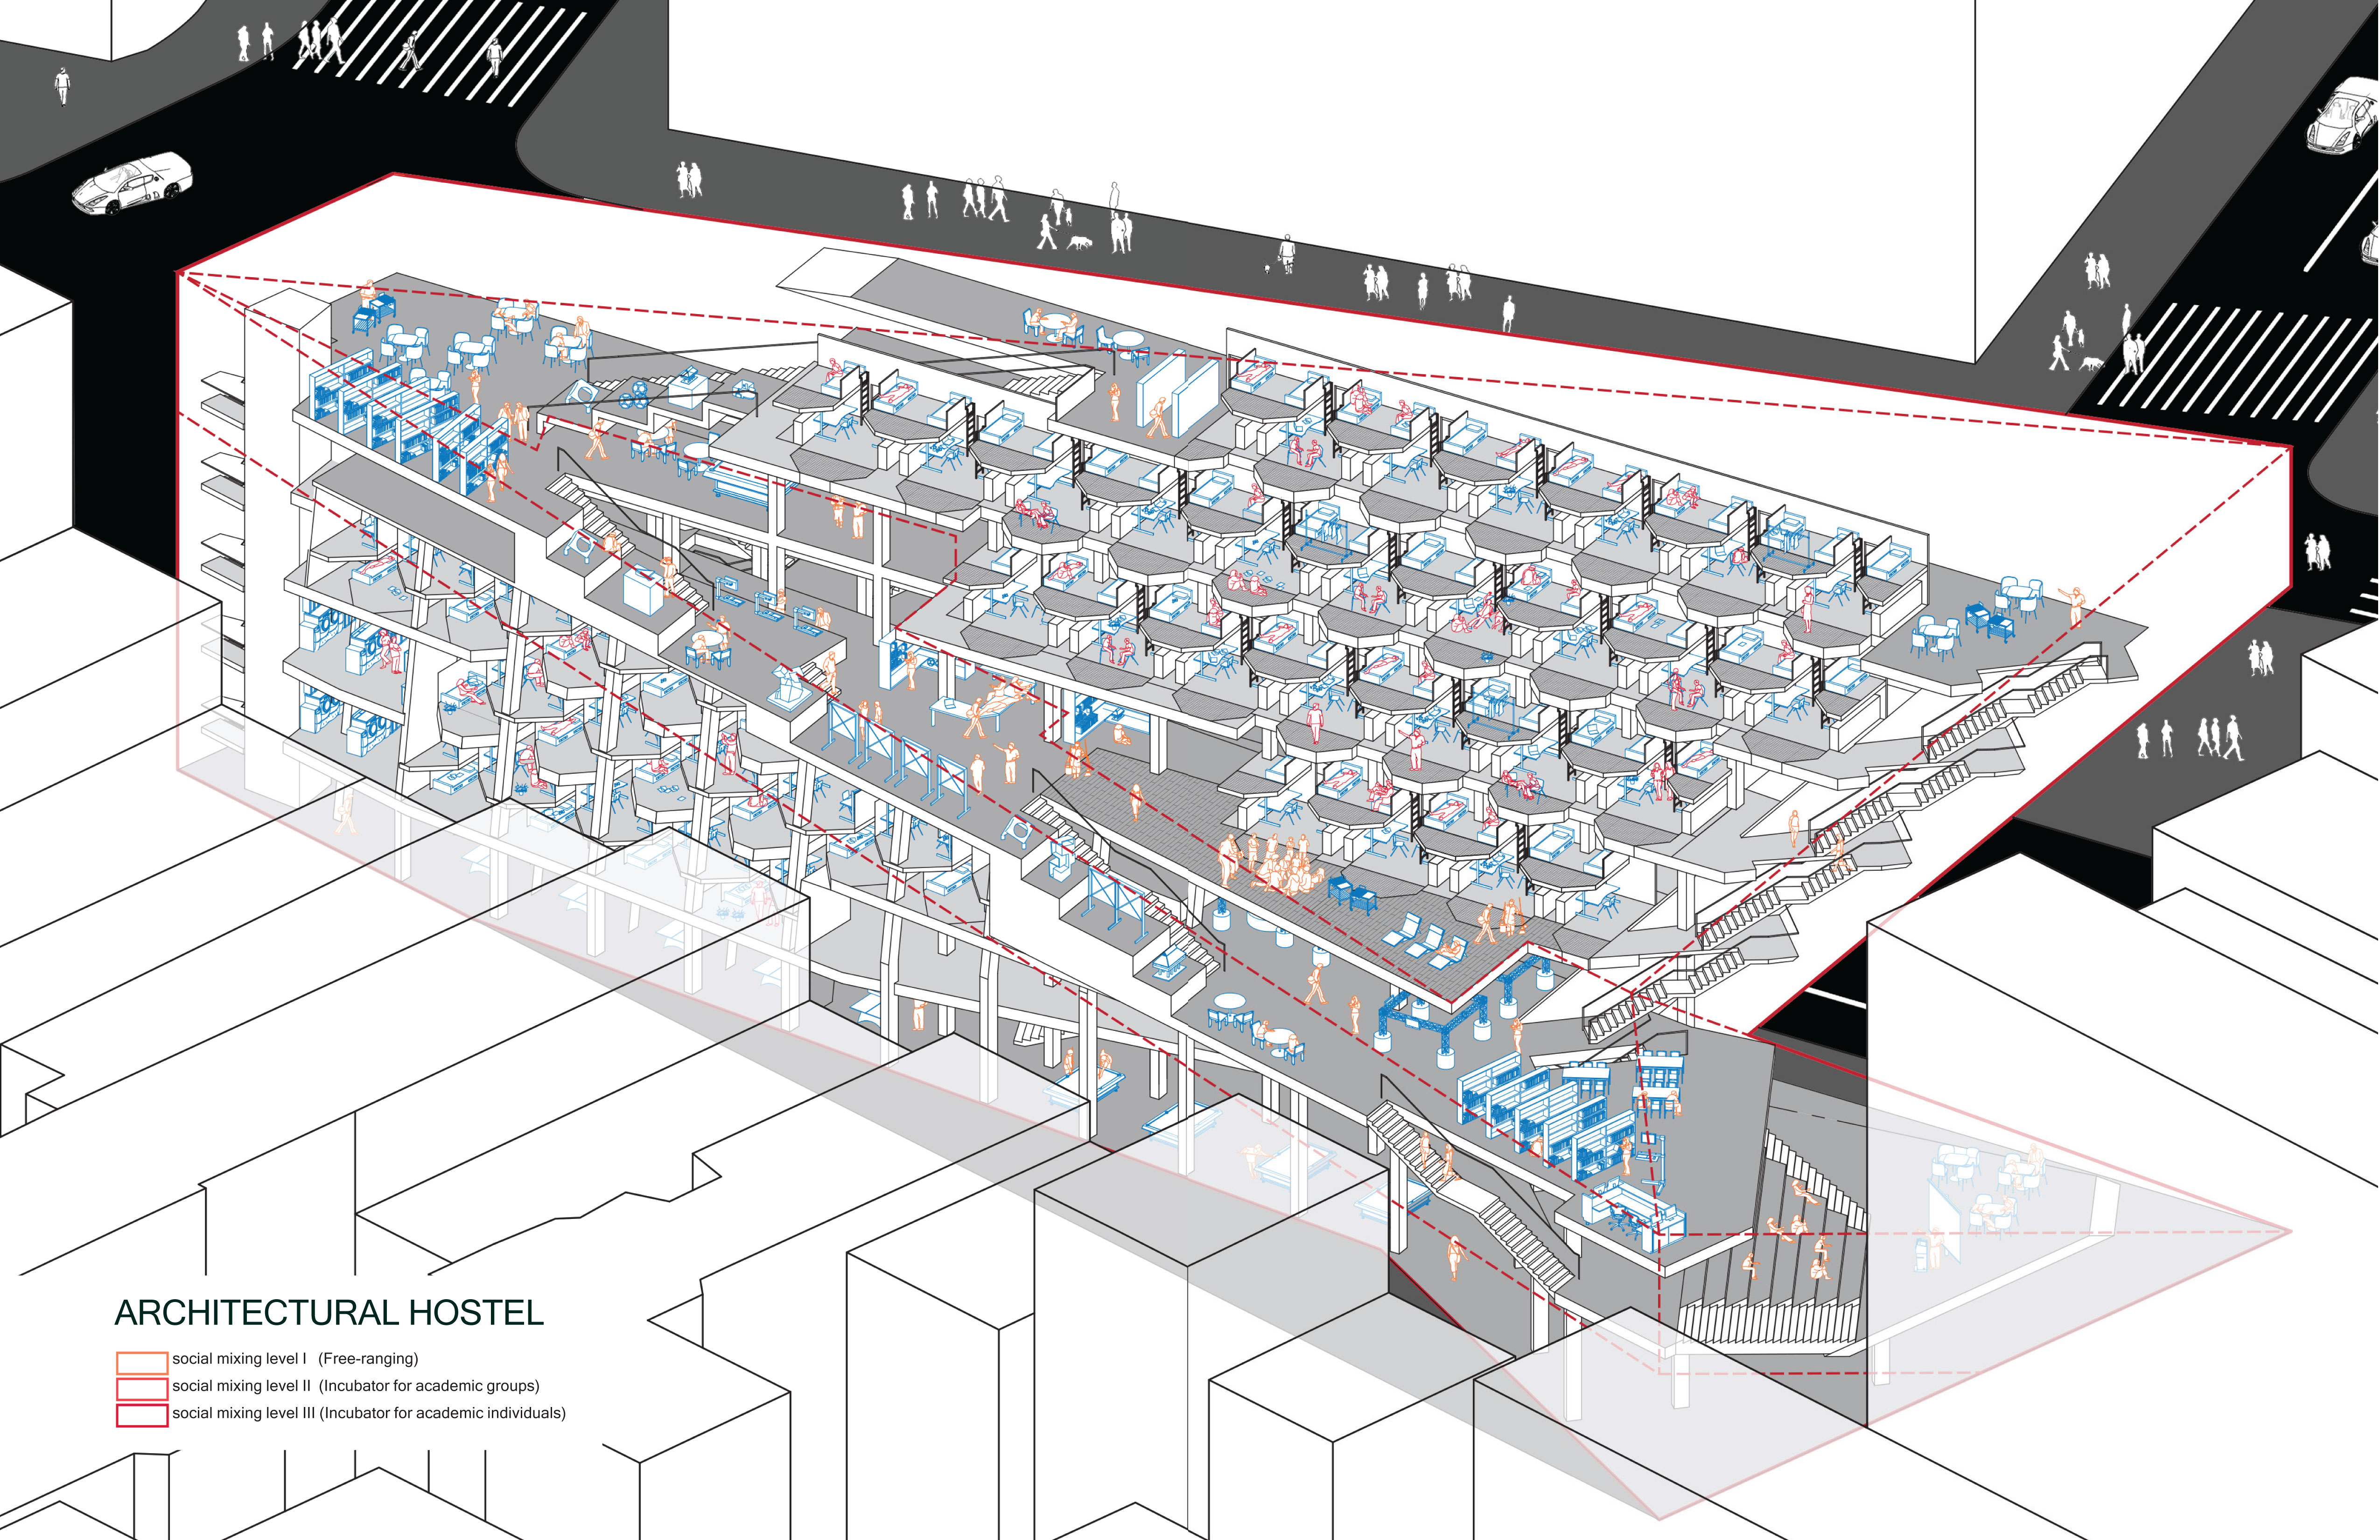 ARCHITECTURAL HOSTEL
social mixing level I (Free-ranging)
social mixing level II (Incubator for academic groups)
social mixing level III (Incubator for academic individuals)